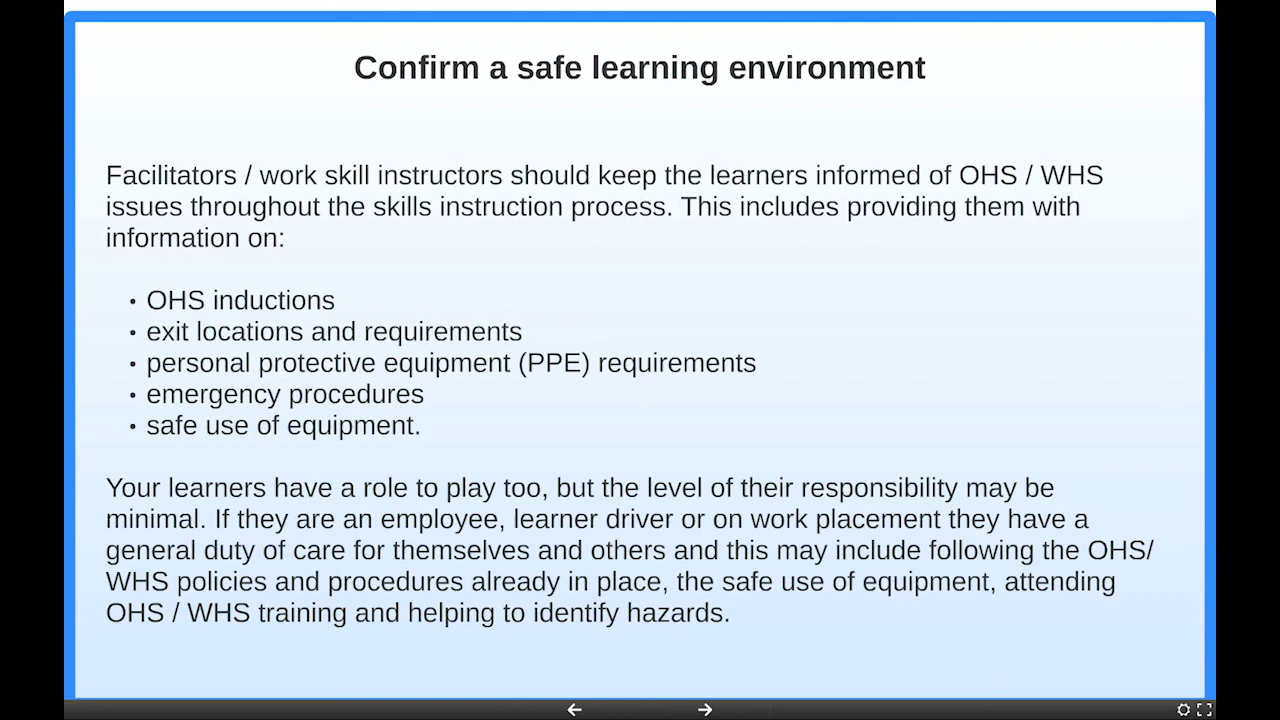 Confirm a safe learning environment
Facilitators / work skill instructors should keep the learners informed of OHS / WHS
issues throughout the skills instruction process. This includes providing them with
information on:
• OHS inductions
• exit locations and requirements
• personal protective equipment (PPE) requirements
• emergency procedures
• safe use of equipment.
Your learners have a role to play too, but the level of their responsibility may be
minimal. If they are an employee, learner driver or on work placement they have a
general duty of care for themselves and others and this may include following the OHS/
WHS policies and procedures already in place, the safe use of equipment, attending
OHS / WHS training and helping to identify hazards.